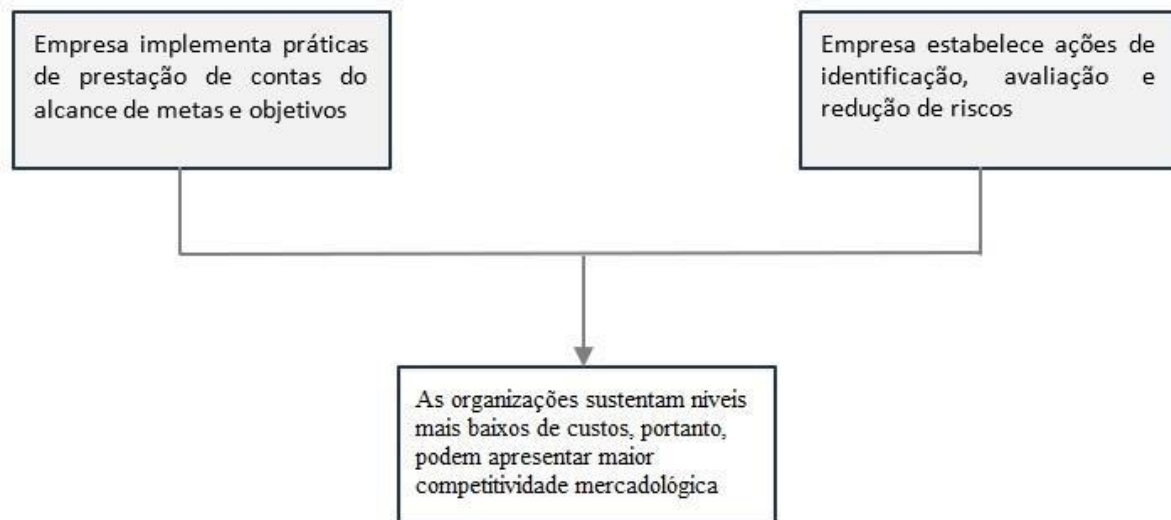 Empresa implementa práticas
de prestação de contas do
alcance de metas e objetivos
Empresa estabelece ações de
identificação, avaliação e
redução de riscos
As organizações sustentam níveis
mais baixos de custos, portanto,
podem apresentar maior
competitividade mercadológica